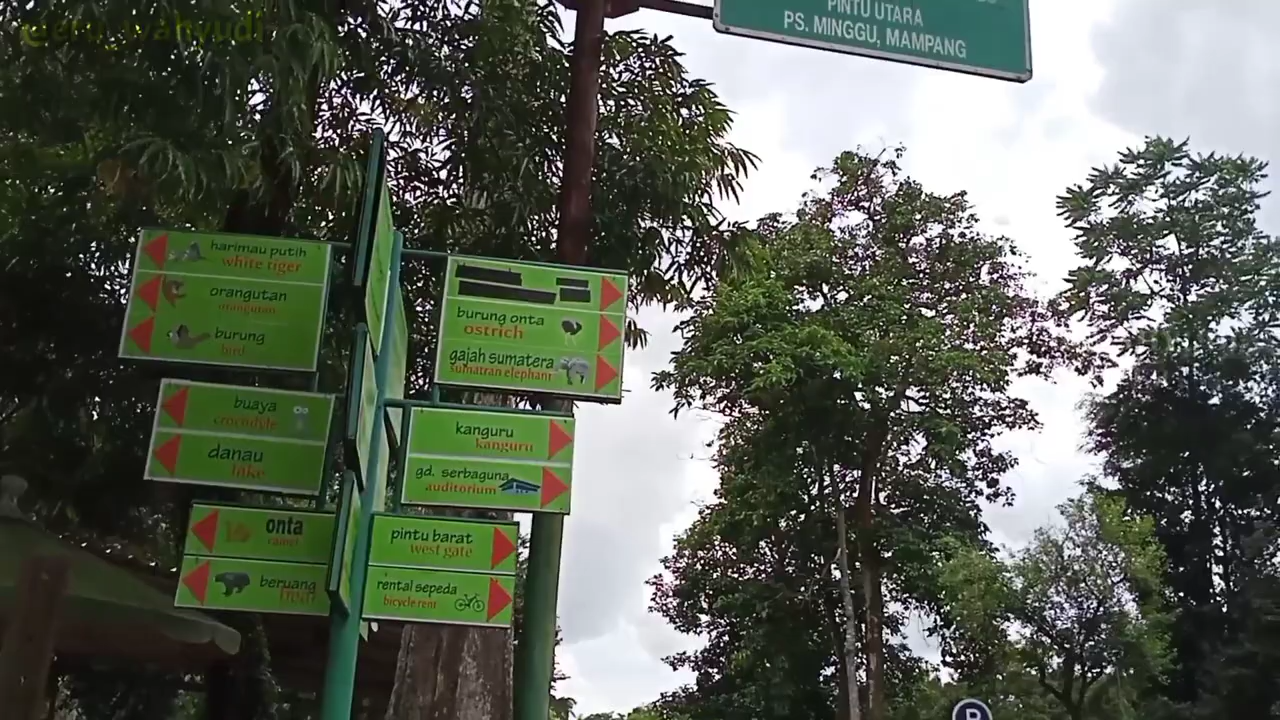 @eru_wahyudi
PINTU UTARA
PS. MINGGU, MAMPANG
harimau putih
white tiger
orangutan
orangutan
burung
bird
buaya
crocodyle
danau
lake
onta
camel
beruang
bear
burung onta
ostrich
gajah sumatera
sumatran elephant
kanguru
kanguru
gd. serbaguna
auditorium
pintu barat
west gate
rental sepeda
bicycle rent
P